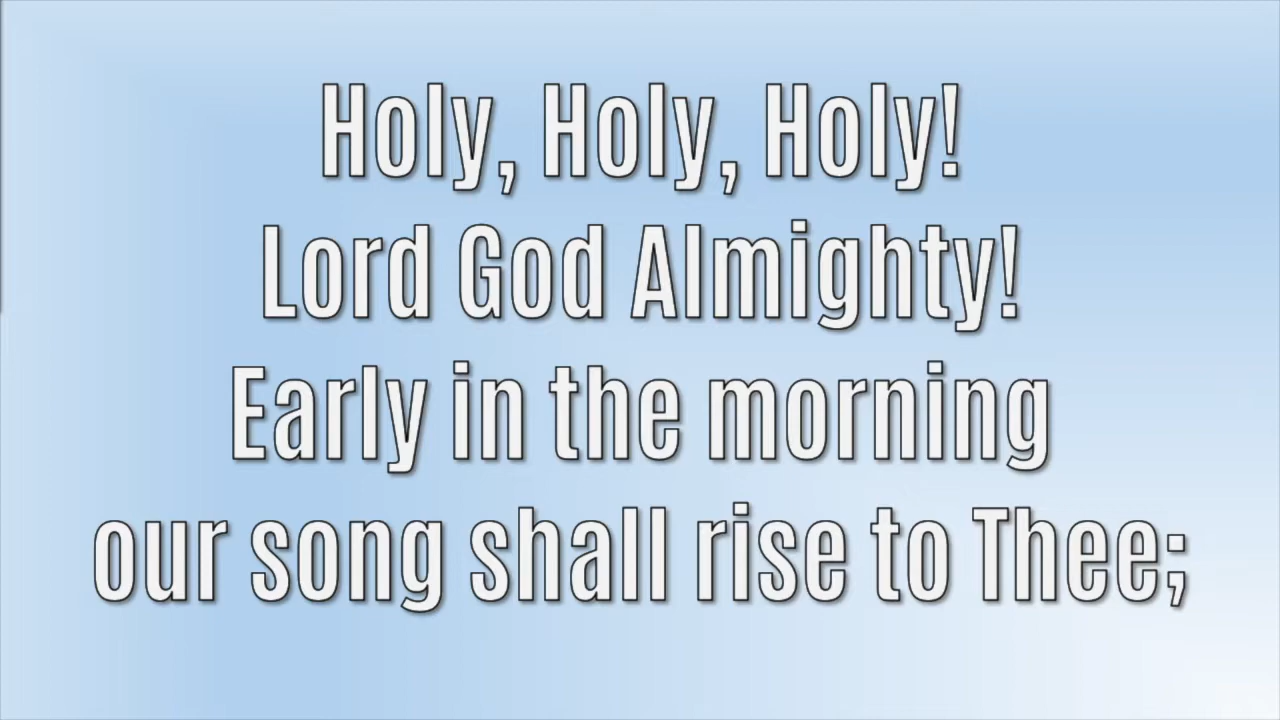 Holy, Holy, Holy!
Lord God Almighty!
Early in the morning
our song shall rise to Thee;